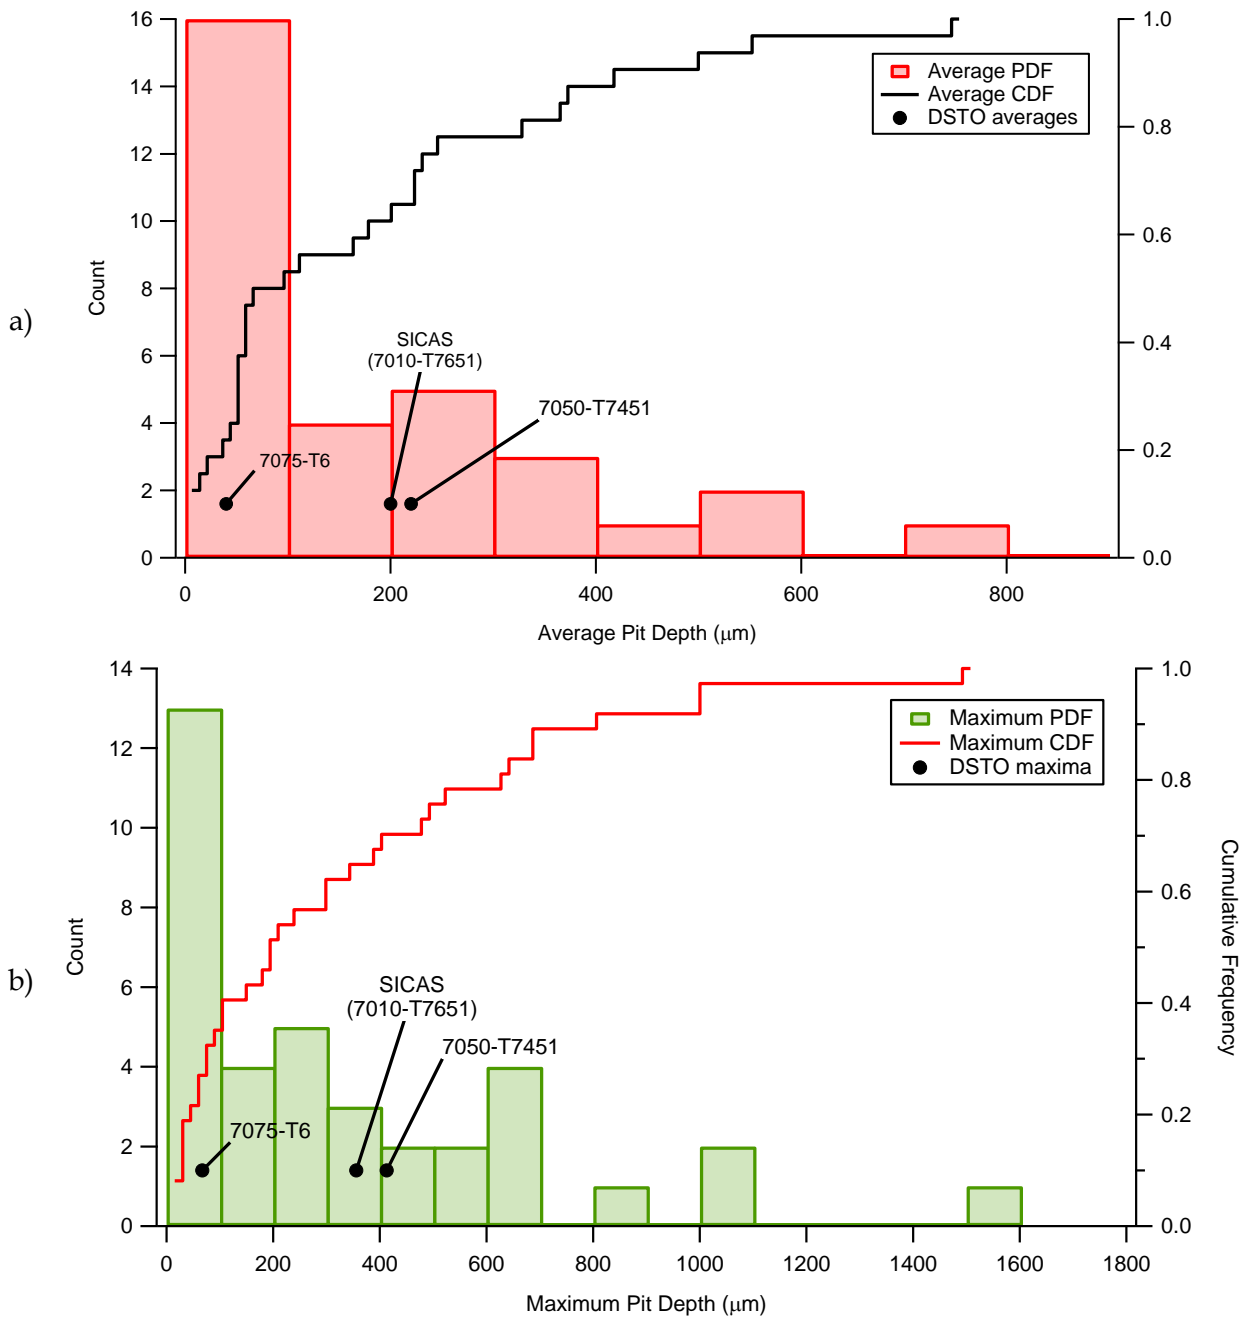 a)
16
14
12
10
8
6
4
2
0
Count
1.0
0.8
0.6
0.4
0.2
0.0
Average PDF
Average CDF
DSTO averages
SICAS
(7010-T7651)
7050-T7451
7075-T6
0
200
400
600
800
Average Pit Depth (μm)
b)
14
12
10
8
6
4
2
0
Count
1.0
0.8
0.6
0.4
0.2
0.0
Cumulative Frequency
Maximum PDF
Maximum CDF
DSTO maxima
SICAS
(7010-T7651)
7050-T7451
7075-T6
0
200
400
600
800
1000
1200
1400
1600
1800
Maximum Pit Depth (μm)